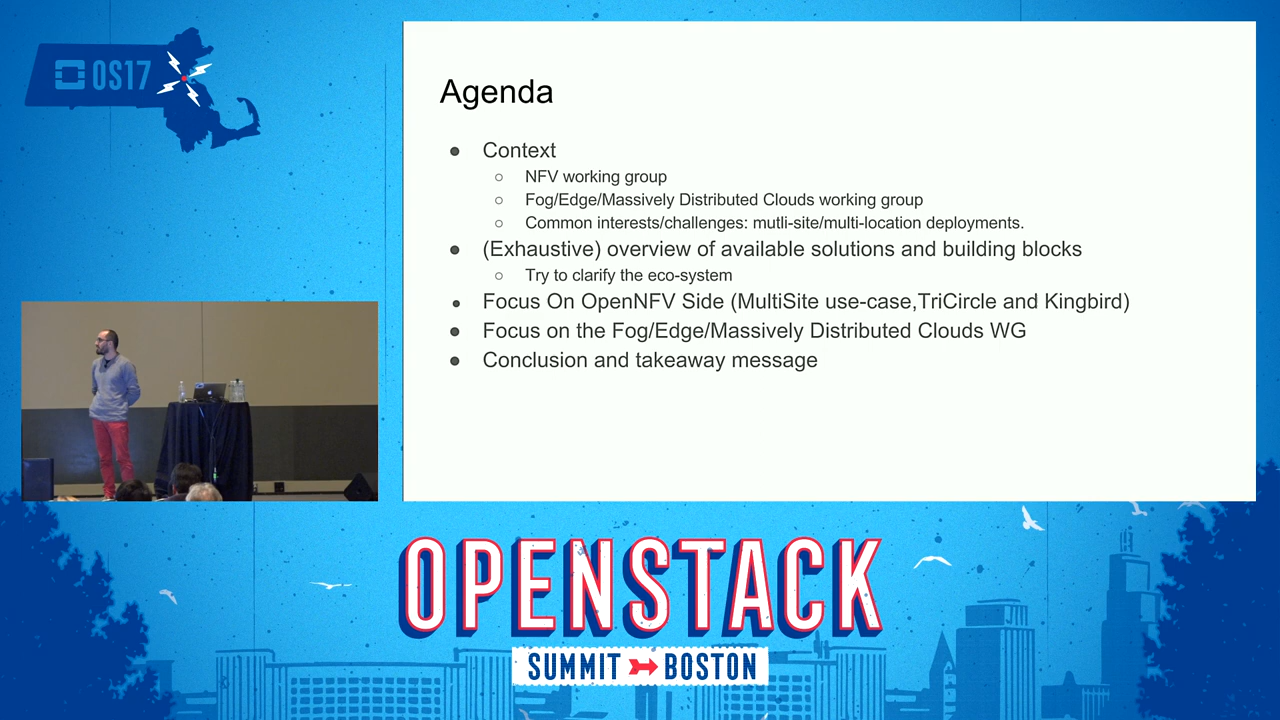 OS17
Agenda
● Context
○ NFV working group
○ Fog/Edge/Massively Distributed Clouds working group
○ Common interests/challenges: mutli-site/multi-location deployments.
● (Exhaustive) overview of available solutions and building blocks
○ Try to clarify the eco-system
● Focus On OpenNFV Side (MultiSite use-case,TriCircle and Kingbird)
● Focus on the Fog/Edge/Massively Distributed Clouds WG
● Conclusion and takeaway message
OPENSTACK
SUMMIT BOSTON